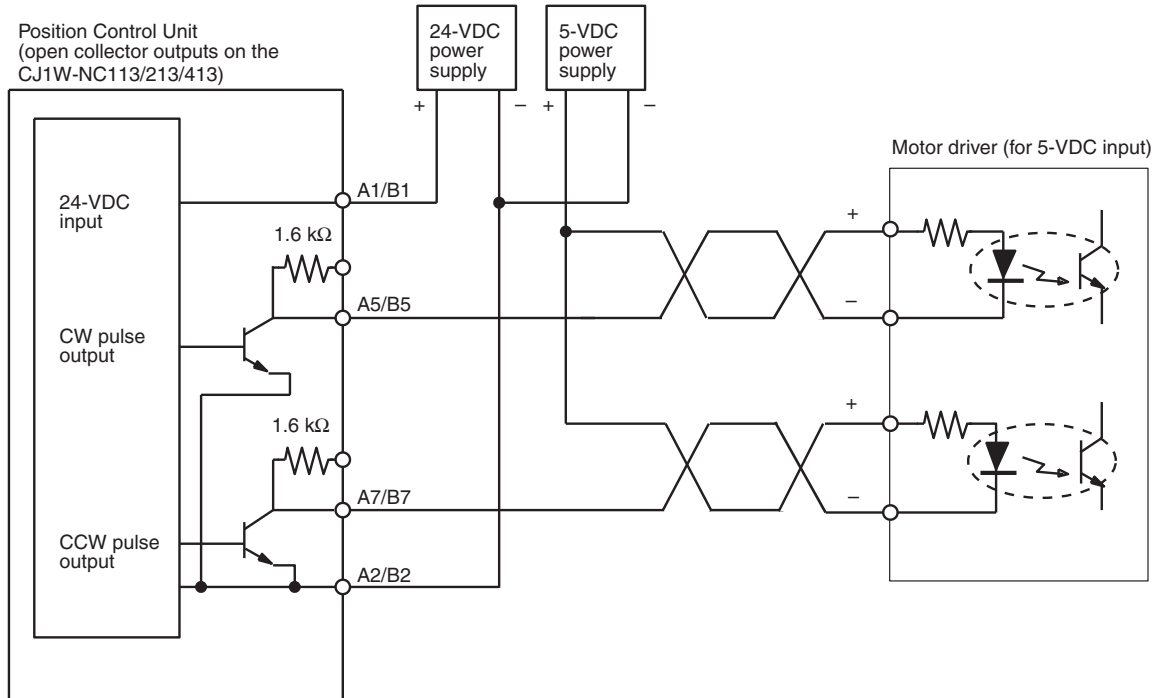 Position Control Unit
(open collector outputs on the
CJ1W-NC113/213/413)
24-VDC
power
supply
5-VDC
power
supply
+
–
+
–
Motor driver (for 5-VDC input)
24-VDC
input
A1/B1
1.6 kΩ
+
–
A5/B5
CW pulse
output
1.6 kΩ
+
–
A7/B7
CCW pulse
output
A2/B2